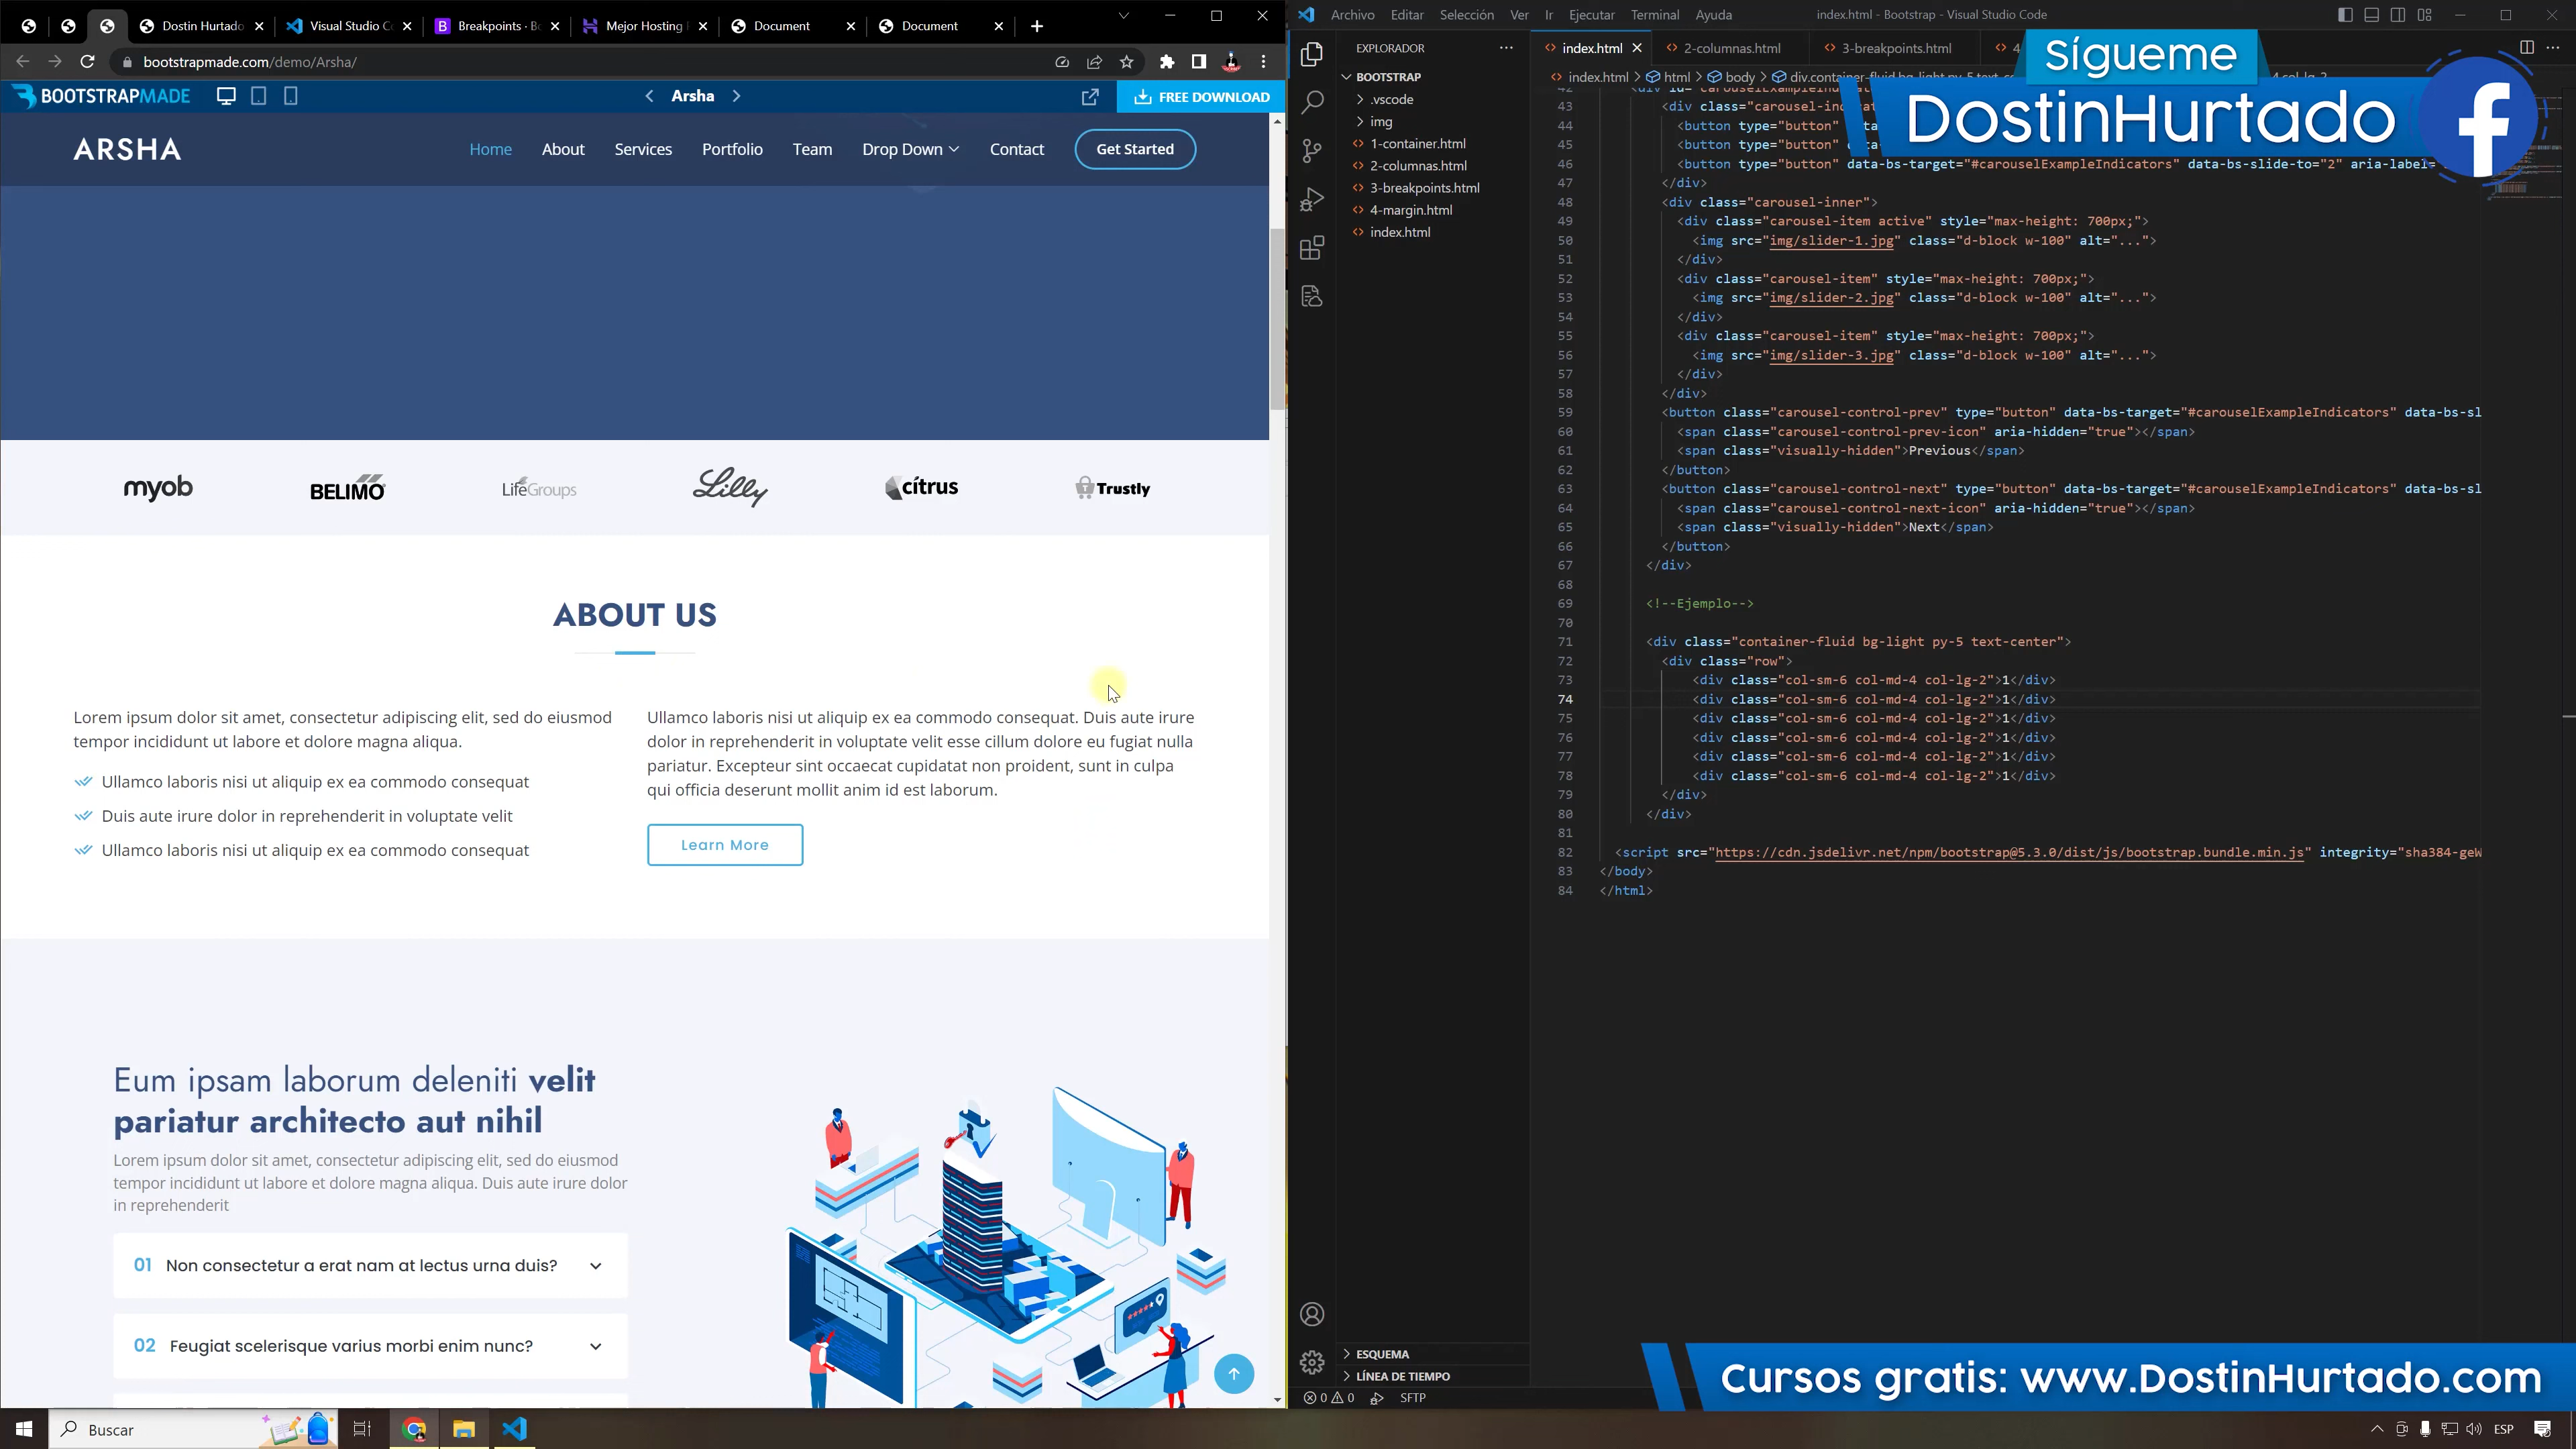 Dostin Hurtado
Visual Studio Co
Breakpoints · Bo
Mejor Hosting
Document
Document
bootstrapmade.com/demo/Arsha/
BOOTSTRAPMADE
Arsha
FREE DOWNLOAD
ARSHA
Home
About
Services
Portfolio
Team
Drop Down
Contact
Get Started
myob
BELIMO
LifeGroups
Lilly
cítrus
Trustly
ABOUT US
Lorem ipsum dolor sit amet, consectetur adipiscing elit, sed do eiusmod
tempor incididunt ut labore et dolore magna aliqua.
Ullamco laboris nisi ut aliquip ex ea commodo consequat
Duis aute irure dolor in reprehenderit in voluptate velit
Ullamco laboris nisi ut aliquip ex ea commodo consequat
Ullamco laboris nisi ut aliquip ex ea commodo consequat. Duis aute irure
dolor in reprehenderit in voluptate velit esse cillum dolore eu fugiat nulla
pariatur. Excepteur sint occaecat cupidatat non proident, sunt in culpa
qui officia deserunt mollit anim id est laborum.
Learn More
Eum ipsam laborum deleniti velit
pariatur architecto aut nihil
Lorem ipsum dolor sit amet, consectetur adipiscing elit, sed do eiusmod
tempor incididunt ut labore et dolore magna aliqua. Duis aute irure dolor
in reprehenderit
01 Non consectetur a erat nam at lectus urna duis?
02 Feugiat scelerisque varius morbi enim nunc?
Buscar
Archivo Editar Selección Ver Ir Ejecutar Terminal Ayuda
index.html - Bootstrap - Visual Studio Code
EXPLORADOR
BOOTSTRAP
.vscode
img
1-container.html
2-columnas.html
3-breakpoints.html
4-margin.html
index.html
ESQUEMA
LÍNEA DE TIEMPO
0 0 SFTP
index.html
2-columnas.html
3-breakpoints.html
4
index.html > html > body > div.container-fluid.bg-light.py-5.text-c
43 <div class="carousel-indicat
44 <button type="button"
45 <button type="button"
46 <button type="button" data-bs-target="#carouselExampleIndicators" data-bs-slide-to="2" aria-label=
47 </div>
48 <div class="carousel-inner">
49 <div class="carousel-item active" style="max-height: 700px;">
50 <img src="img/slider-1.jpg" class="d-block w-100" alt="...">
51 </div>
52 <div class="carousel-item" style="max-height: 700px;">
53 <img src="img/slider-2.jpg" class="d-block w-100" alt="...">
54 </div>
55 <div class="carousel-item" style="max-height: 700px;">
56 <img src="img/slider-3.jpg" class="d-block w-100" alt="...">
57 </div>
58 </div>
59 <button class="carousel-control-prev" type="button" data-bs-target="#carouselExampleIndicators" data-bs-sl
60 <span class="carousel-control-prev-icon" aria-hidden="true"></span>
61 <span class="visually-hidden">Previous</span>
62 </button>
63 <button class="carousel-control-next" type="button" data-bs-target="#carouselExampleIndicators" data-bs-sl
64 <span class="carousel-control-next-icon" aria-hidden="true"></span>
65 <span class="visually-hidden">Next</span>
66 </button>
67 </div>
68
69 <!--Ejemplo-->
70
71 <div class="container-fluid bg-light py-5 text-center">
72 <div class="row">
73 <div class="col-sm-6 col-md-4 col-lg-2">1</div>
74 <div class="col-sm-6 col-md-4 col-lg-2">1</div>
75 <div class="col-sm-6 col-md-4 col-lg-2">1</div>
76 <div class="col-sm-6 col-md-4 col-lg-2">1</div>
77 <div class="col-sm-6 col-md-4 col-lg-2">1</div>
78 <div class="col-sm-6 col-md-4 col-lg-2">1</div>
79 </div>
80 </div>
81
82 <script src="https://cdn.jsdelivr.net/npm/bootstrap@5.3.0/dist/js/bootstrap.bundle.min.js" integrity="sha384-geW
83 </body>
84 </html>
Sígueme
DostinHurtado
Cursos gratis: www.DostinHurtado.com
ESP